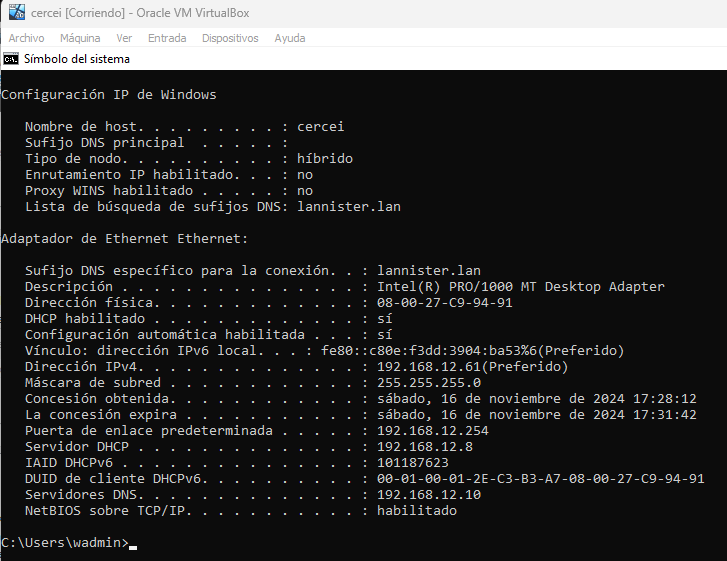 cercei [Corriendo] - Oracle VM VirtualBox
Archivo Máquina Ver Entrada Dispositivos Ayuda
Símbolo del sistema
Configuración IP de Windows
Nombre de host. . . . . . . . . : cercei
Sufijo DNS principal  . . . . . :
Tipo de nodo. . . . . . . . . . : híbrido
Enrutamiento IP habilitado. . . : no
Proxy WINS habilitado . . . . . : no
Lista de búsqueda de sufijos DNS: lannister.lan
Adaptador de Ethernet Ethernet:
Sufijo DNS específico para la conexión. . : lannister.lan
Descripción . . . . . . . . . . . . . . . : Intel(R) PRO/1000 MT Desktop Adapter
Dirección física. . . . . . . . . . . . . : 08-00-27-C9-94-91
DHCP habilitado . . . . . . . . . . . . . : sí
Configuración automática habilitada . . . : sí
Vínculo: dirección IPv6 local. . . : fe80::c80e:f3dd:3904:ba53%6(Preferido)
Dirección IPv4. . . . . . . . . . . . . . : 192.168.12.61(Preferido)
Máscara de subred . . . . . . . . . . . . : 255.255.255.0
Concesión obtenida. . . . . . . . . . . . : sábado, 16 de noviembre de 2024 17:28:12
La concesión expira . . . . . . . . . . . : sábado, 16 de noviembre de 2024 17:31:42
Puerta de enlace predeterminada . . . . . : 192.168.12.254
Servidor DHCP . . . . . . . . . . . . . . : 192.168.12.8
IAID DHCPv6 . . . . . . . . . . . . . . . : 101187623
DUID de cliente DHCPv6. . . . . . . . . . : 00-01-00-01-2E-C3-B3-A7-08-00-27-C9-94-91
Servidores DNS. . . . . . . . . . . . . . : 192.168.12.10
NetBIOS sobre TCP/IP. . . . . . . . . . . : habilitado
C:\Users\wadmin>